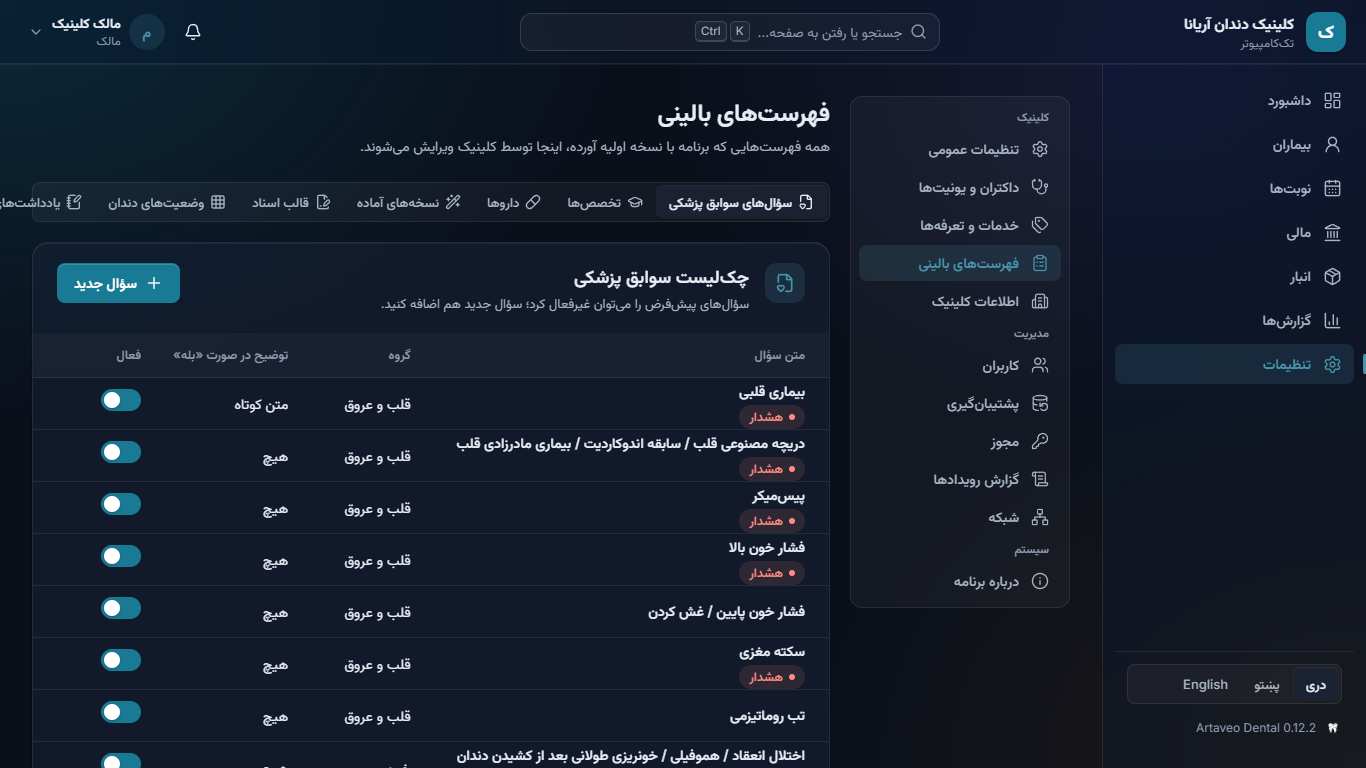 کلینیک دندان آریانا
تک‌کامپیوتر
ک
جستجو یا رفتن به صفحه...
Ctrl K
مالک کلینیک
مالک
م
داشبورد
بیماران
نوبت‌ها
مالی
انبار
گزارش‌ها
تنظیمات
دری
پښتو
English
Artaveo Dental 0.12.2
کلینیک
تنظیمات عمومی
داکتران و یونیت‌ها
خدمات و تعرفه‌ها
فهرست‌های بالینی
اطلاعات کلینیک
مدیریت
کاربران
پشتیبان‌گیری
مجوز
گزارش رویدادها
شبکه
سیستم
درباره برنامه
فهرست‌های بالینی
همه فهرست‌هایی که برنامه با نسخه اولیه آورده، اینجا توسط کلینیک ویرایش می‌شوند.
سؤال‌های سوابق پزشکی
تخصص‌ها
داروها
نسخه‌های آماده
قالب اسناد
وضعیت‌های دندان
یادداشت‌های
چک‌لیست سوابق پزشکی
سؤال‌های پیش‌فرض را می‌توان غیرفعال کرد؛ سؤال جدید هم اضافه کنید.
سؤال جدید
متن سؤال گروه توضیح در صورت «بله» فعال
بیماری قلبی
هشدار
قلب و عروق متن کوتاه
دریچه مصنوعی قلب / سابقه اندوکاردیت / بیماری مادرزادی قلب
هشدار
قلب و عروق هیچ
پیس‌میکر
هشدار
قلب و عروق هیچ
فشار خون بالا
هشدار
قلب و عروق هیچ
فشار خون پایین / غش کردن
قلب و عروق هیچ
سکته مغزی
هشدار
قلب و عروق هیچ
تب روماتیزمی
قلب و عروق هیچ
اختلال انعقاد / هموفیلی / خونریزی طولانی بعد از کشیدن دندان